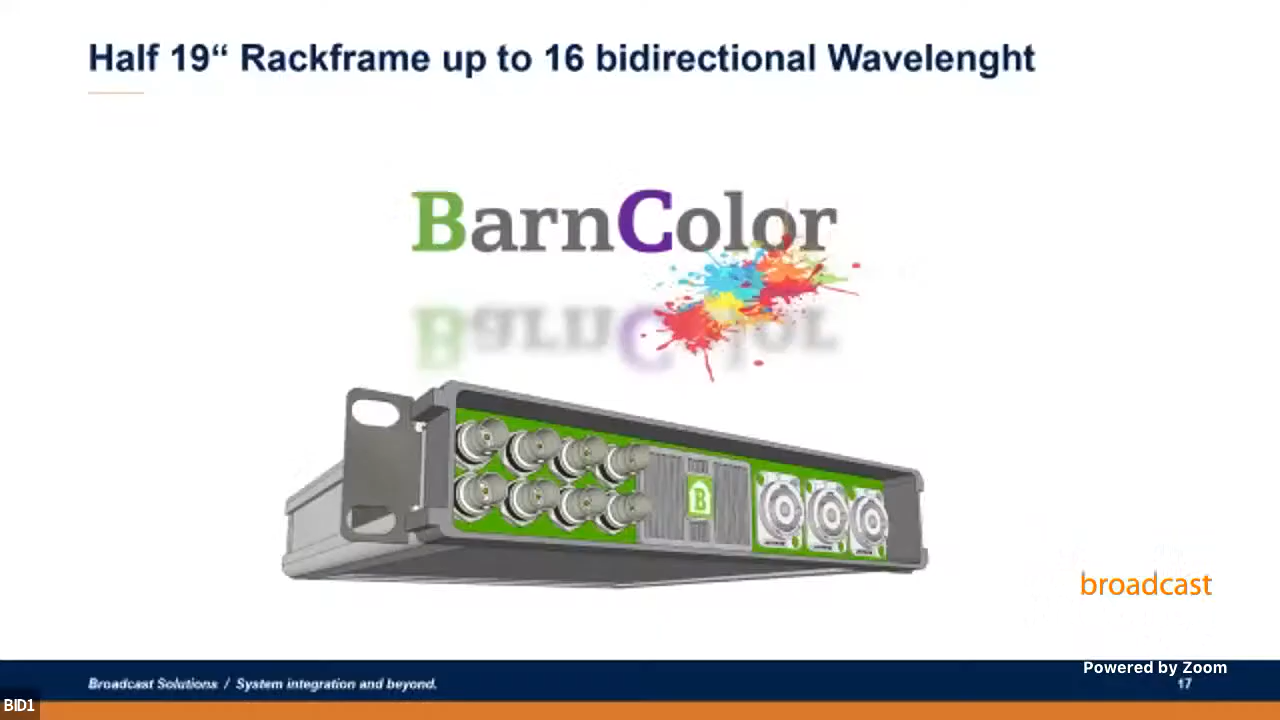 Half 19“ Rackframe up to 16 bidirectional Wavelenght
BarnColor
B
broadcast
Powered by Zoom
Broadcast Solutions / System integration and beyond.
17
BID1